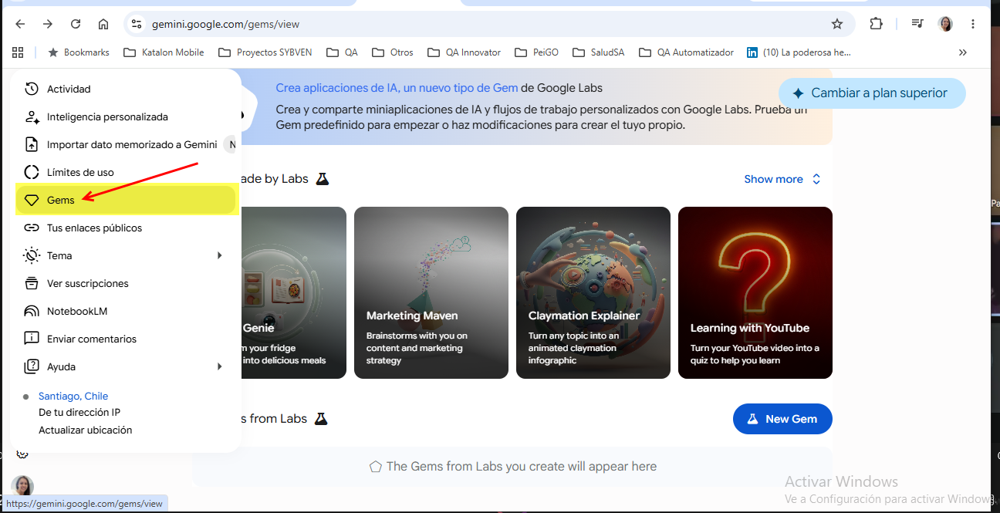 gemini.google.com/gems/view
Bookmarks
Katalon Mobile
Proyectos SYBVEN
QA
Otros
QA Innovator
PeiGO
SaludSA
QA Automatizador
(10) La poderosa he...
Actividad
Inteligencia personalizada
Importar dato memorizado a Gemini
N
Límites de uso
Gems
Tus enlaces públicos
Tema
Ver suscripciones
NotebookLM
Enviar comentarios
Ayuda
Santiago, Chile
De tu dirección IP
Actualizar ubicación
Crea aplicaciones de IA, un nuevo tipo de Gem de Google Labs
Crea y comparte miniaplicaciones de IA y flujos de trabajo personalizados con Google Labs. Prueba un
Gem predefinido para empezar o haz modificaciones para crear el tuyo propio.
Cambiar a plan superior
ade by Labs
Show more
Genie
m your fridge
into delicious meals
Marketing Maven
Brainstorms with you on
content and marketing
strategy
Claymation Explainer
Turn any topic into an
animated claymation
infographic
Learning with YouTube
Turn your YouTube video into a
quiz to help you learn
s from Labs
New Gem
The Gems from Labs you create will appear here
Activar Windows
Ve a Configuración para activar Windows.
https://gemini.google.com/gems/view
Pa